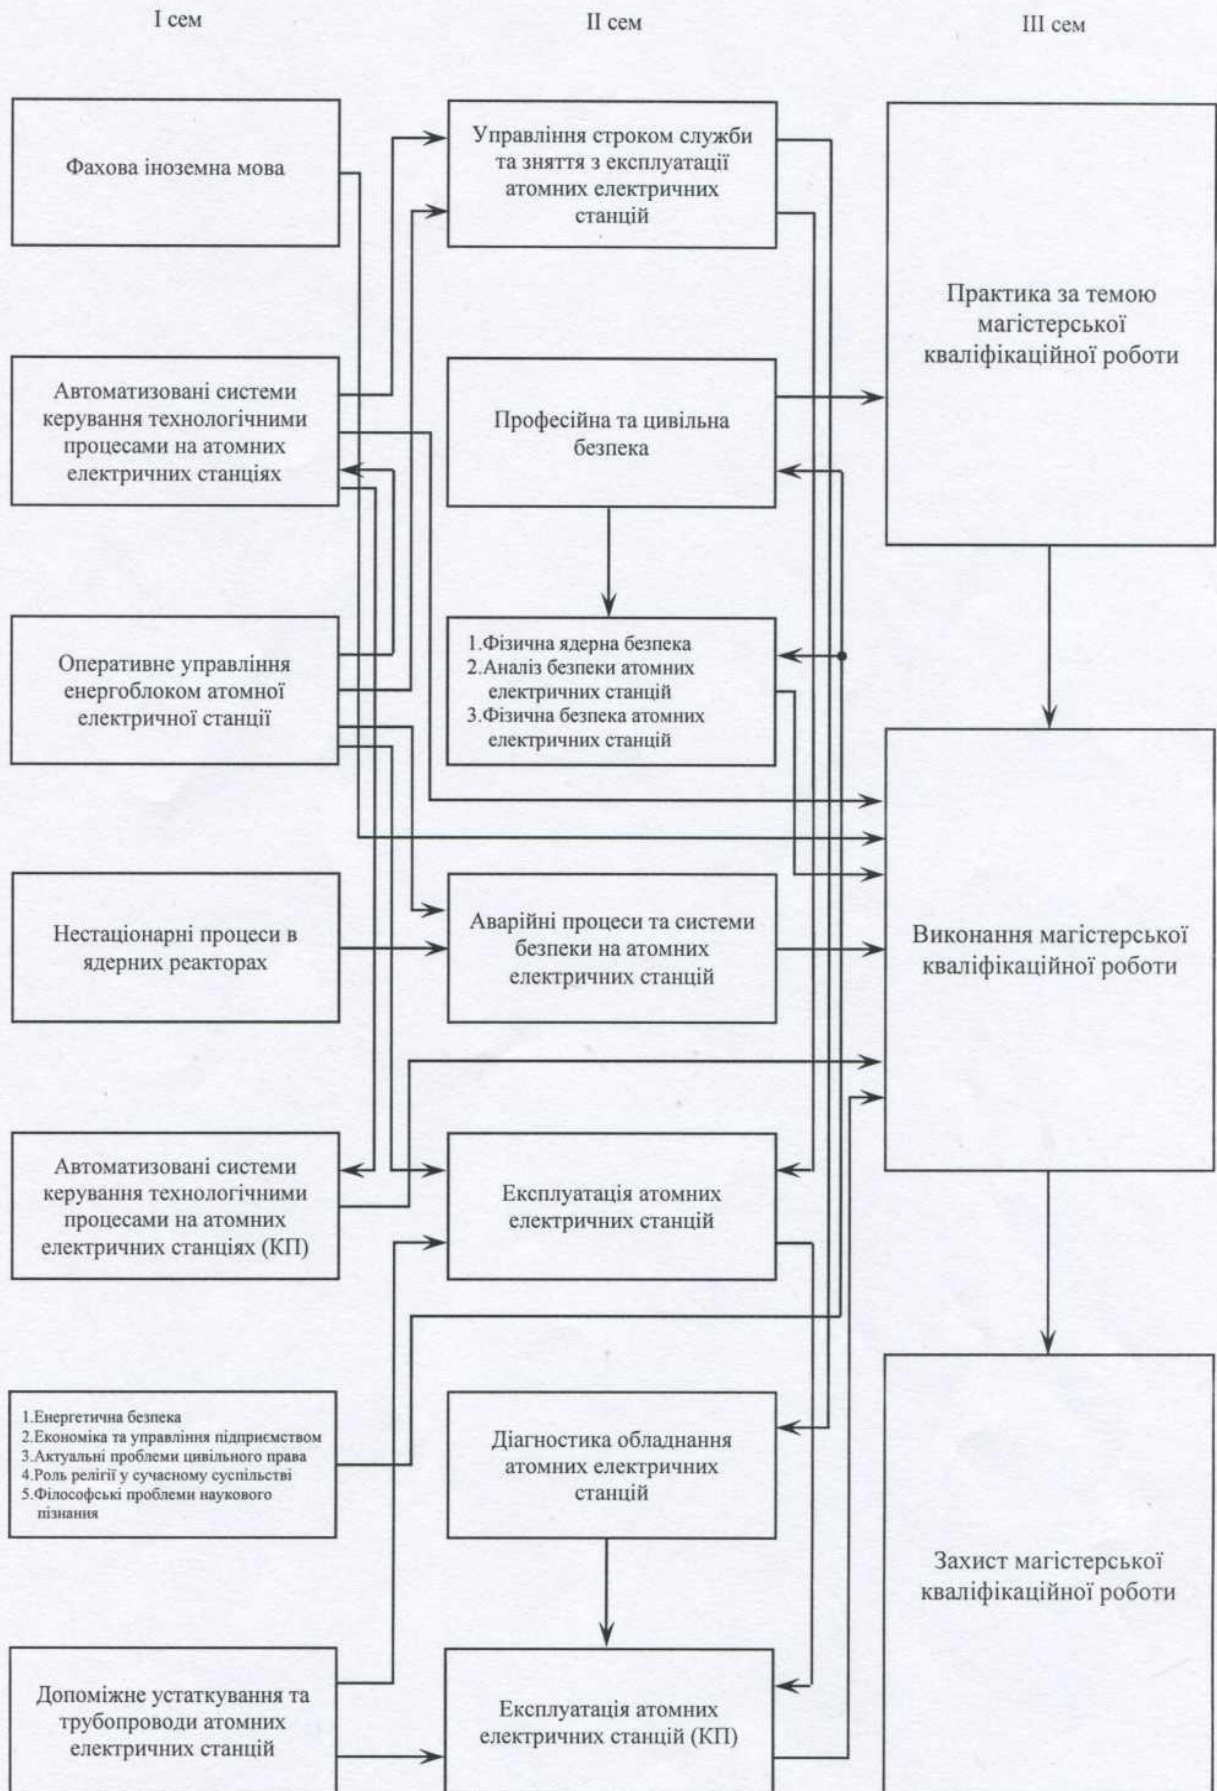 I сем
II сем
III сем
Фахова іноземна мова
Автоматизовані системи
керування технологічними
процесами на атомних
електричних станціях
Оперативне управління
енергоблоком атомної
електричної станції
Нестаціонарні процеси в
ядерних реакторах
Автоматизовані системи
керування технологічними
процесами на атомних
електричних станціях (КП)
1.Енергетична безпека
2.Економіка та управління підприємством
3.Актуальні проблеми цивільного права
4.Роль релігії у сучасному суспільстві
5.Філософські проблеми наукового
пізнання
Допоміжне устаткування та
трубопроводи атомних
електричних станцій
Управління строком служби
та зняття з експлуатації
атомних електричних
станцій
Професійна та цивільна
безпека
1.Фізична ядерна безпека
2.Аналіз безпеки атомних
електричних станцій
3.Фізична безпека атомних
електричних станцій
Аварійні процеси та системи
безпеки на атомних
електричних станцій
Експлуатація атомних
електричних станцій
Діагностика обладнання
атомних електричних
станцій
Експлуатація атомних
електричних станцій (КП)
Практика за темою
магістерської
кваліфікаційної роботи
Виконання магістерської
кваліфікаційної роботи
Захист магістерської
кваліфікаційної роботи